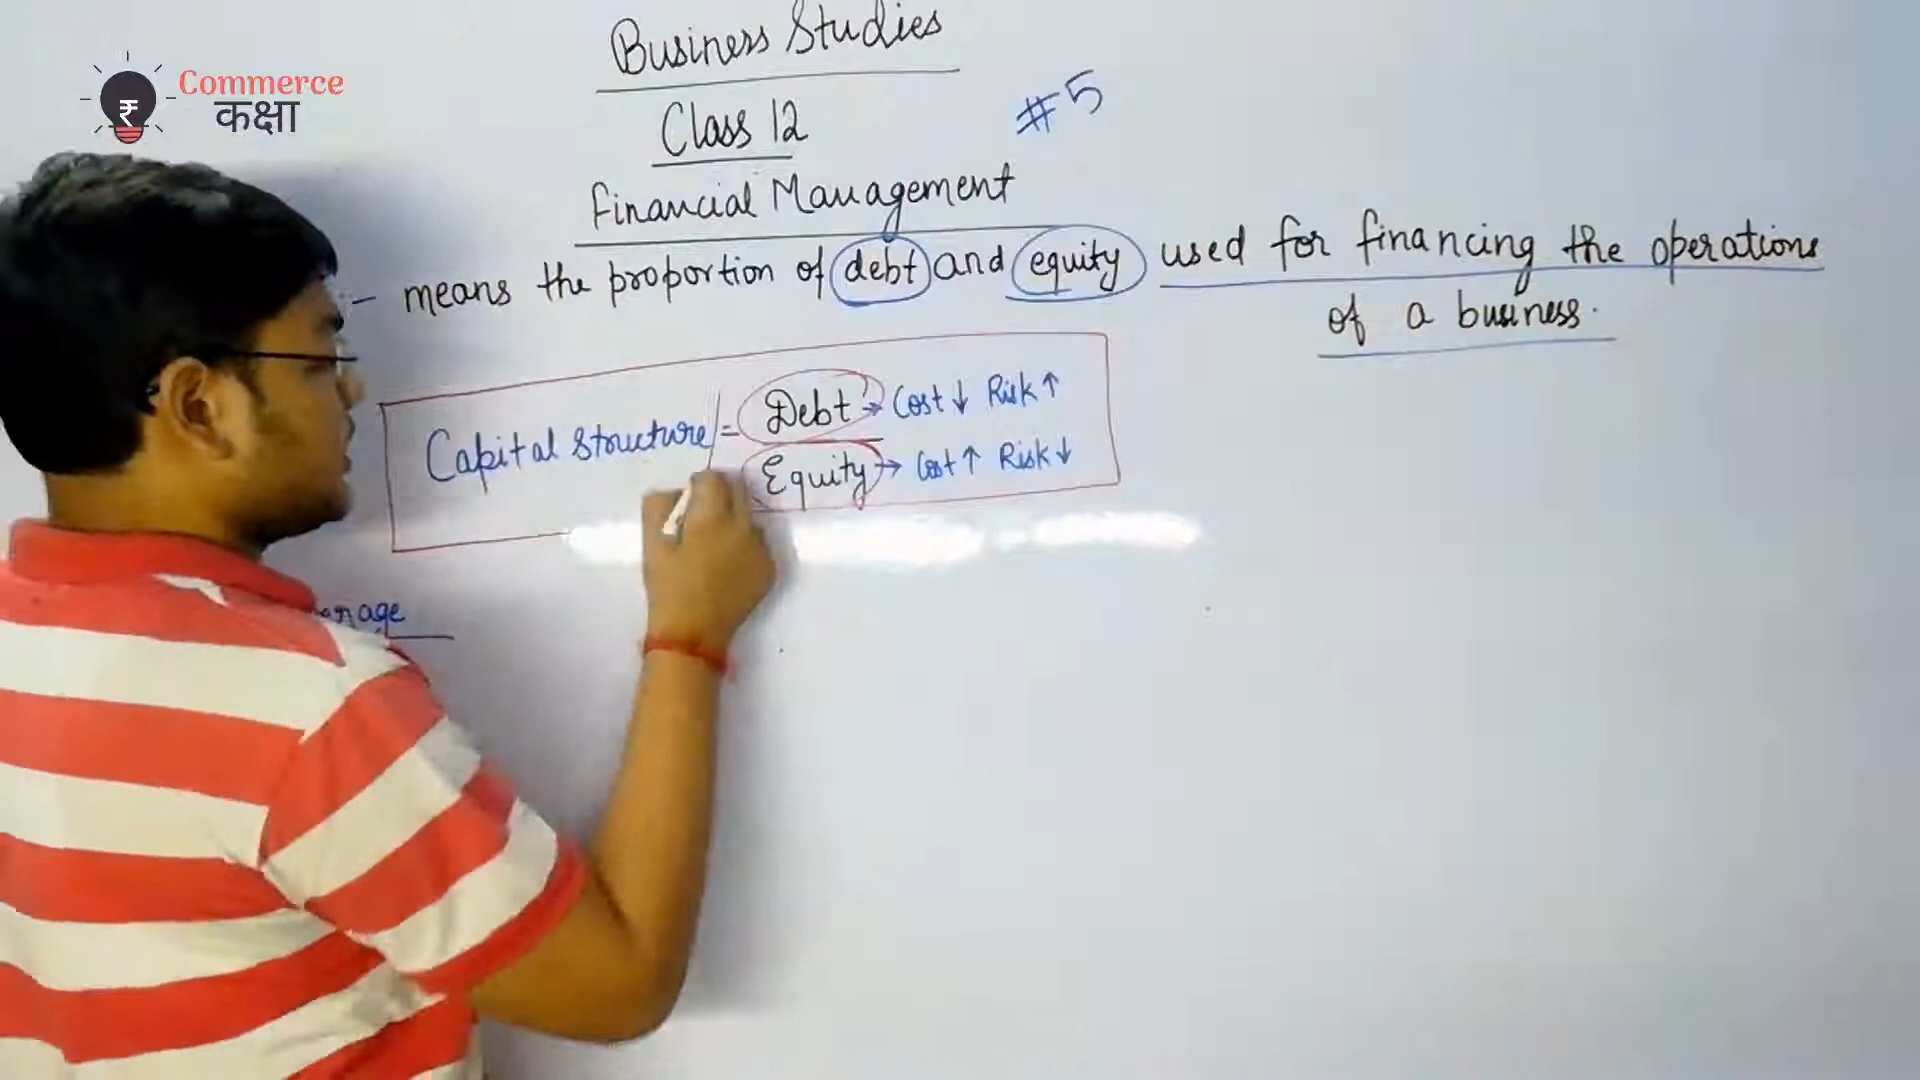 Commerce
कक्षा
Business Studies
Class 12
#5
Financial Management
- means the proportion of debt and equity used for financing the operations
of a business.
Capital Structure = Debt → Cost ↓ Risk ↑
Equity → Cost ↑ Risk ↓